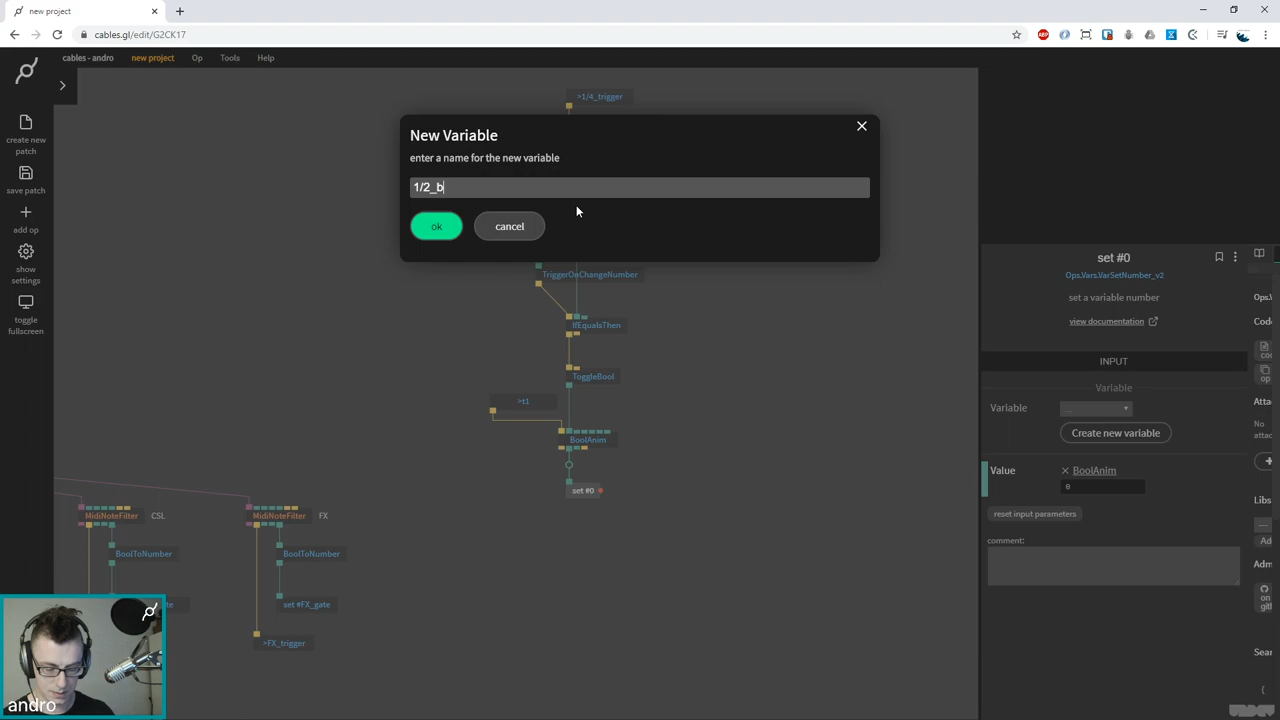 new project
cables.gl/edit/G2CK17
cables - andro new project Op Tools Help
create new patch
save patch
add op
show settings
toggle fullscreen
>1/4_trigger
New Variable
enter a name for the new variable
1/2_b
ok cancel
TriggerOnChangeNumber
IfEqualsThen
ToggleBool
>t1
BoolAnim
set #0
MidiNoteFilter CSL
MidiNoteFilter FX
BoolToNumber
BoolToNumber
set #FX_gate
>FX_trigger
andro
set #0
Ops.Vars.VarSetNumber_v2
set a variable number
view documentation
INPUT
Variable
Variable ...
Create new variable
Value BoolAnim
0
reset input parameters
comment: